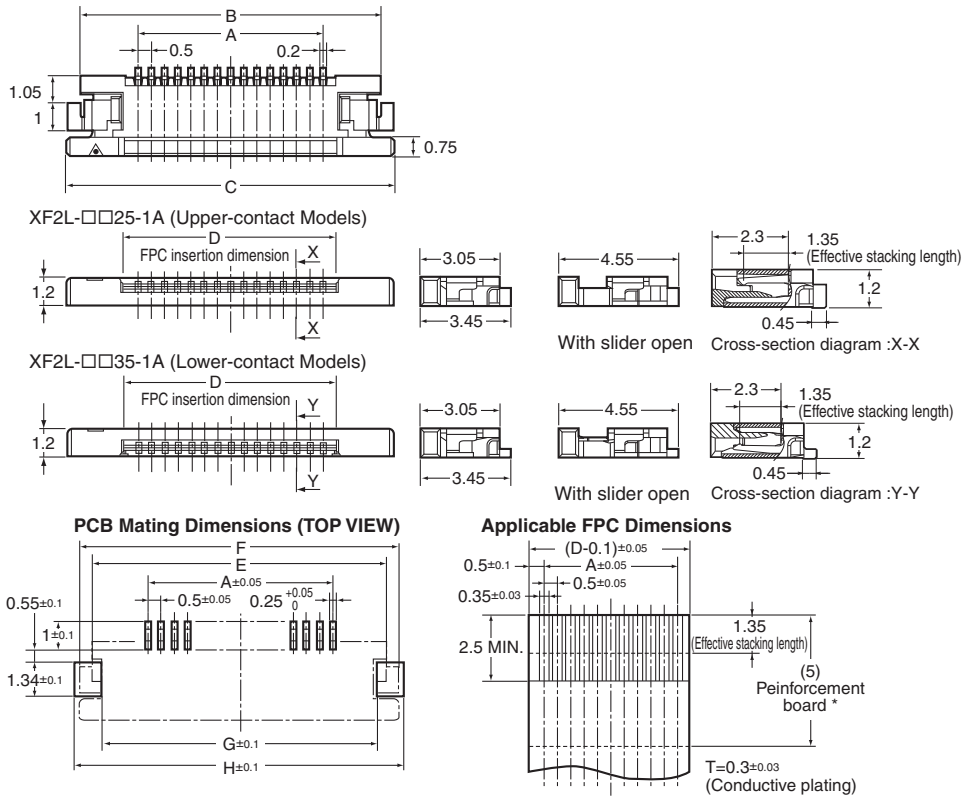 B
A
0.5
0.2
1.05
1
0.75
C
XF2L-□□25-1A (Upper-contact Models)
D
FPC insertion dimension
X
1.2
X
3.05
3.45
4.55
With slider open
2.3
1.35
(Effective stacking length)
1.2
0.45
Cross-section diagram :X-X
XF2L-□□35-1A (Lower-contact Models)
D
FPC insertion dimension
Y
1.2
Y
3.05
3.45
4.55
With slider open
2.3
1.35
(Effective stacking length)
1.2
0.45
Cross-section diagram :Y-Y
PCB Mating Dimensions (TOP VIEW)
F
E
A±0.05
0.5±0.05
0.25 +0.05 0
0.55±0.1
1±0.1
1.34±0.1
G±0.1
H±0.1
Applicable FPC Dimensions
(D-0.1)±0.05
0.5±0.1
A±0.05
0.5±0.05
0.35±0.03
2.5 MIN.
1.35
(Effective stacking length)
(5)
Peinforcement
board *
T=0.3±0.03
(Conductive plating)